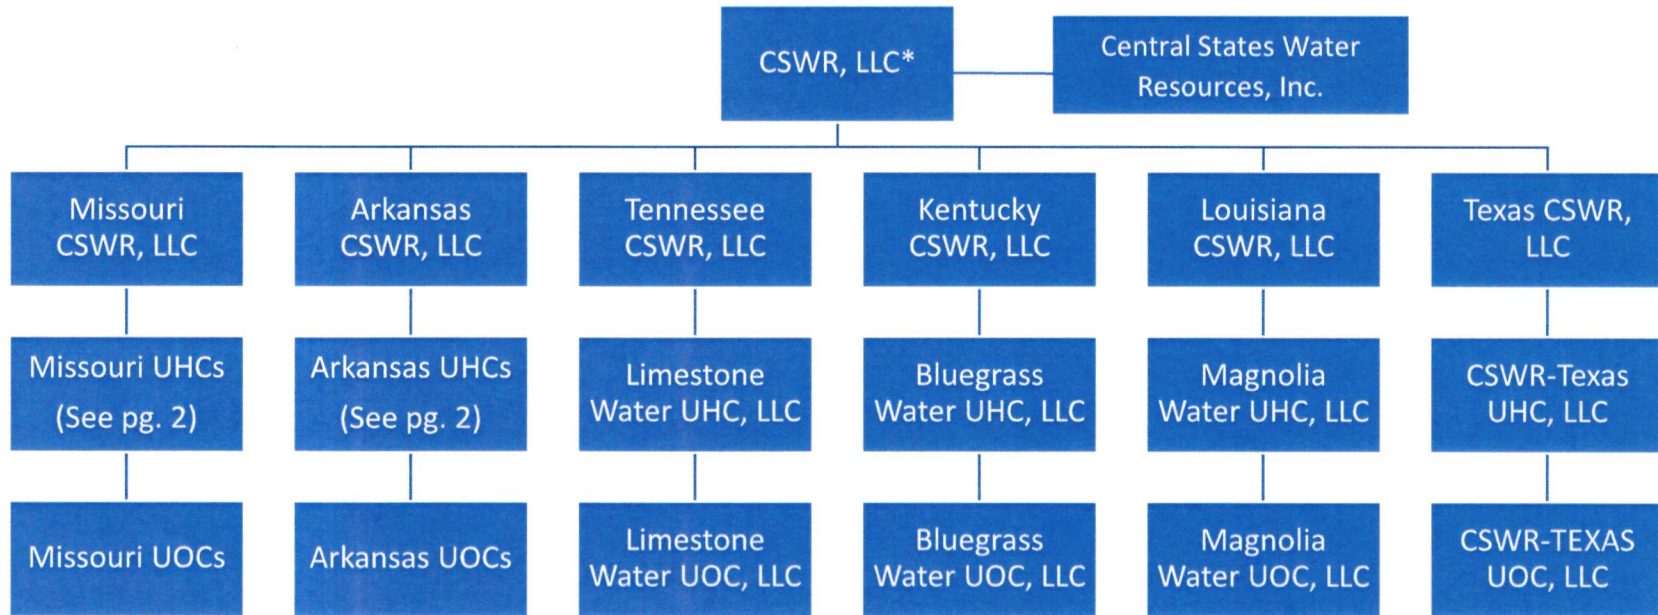 CSWR, LLC*
Central States Water
Resources, Inc.
Missouri
CSWR, LLC
Arkansas
CSWR, LLC
Tennessee
CSWR, LLC
Kentucky
CSWR, LLC
Louisiana
CSWR, LLC
Texas CSWR,
LLC
Missouri UHCs
(See pg. 2)
Arkansas UHCs
(See pg. 2)
Limestone
Water UHC, LLC
Bluegrass
Water UHC, LLC
Magnolia
Water UHC, LLC
CSWR-Texas
UHC, LLC
Missouri UOCs
Arkansas UOCs
Limestone
Water UOC, LLC
Bluegrass
Water UOC, LLC
Magnolia
Water UOC, LLC
CSWR-TEXAS
UOC, LLC